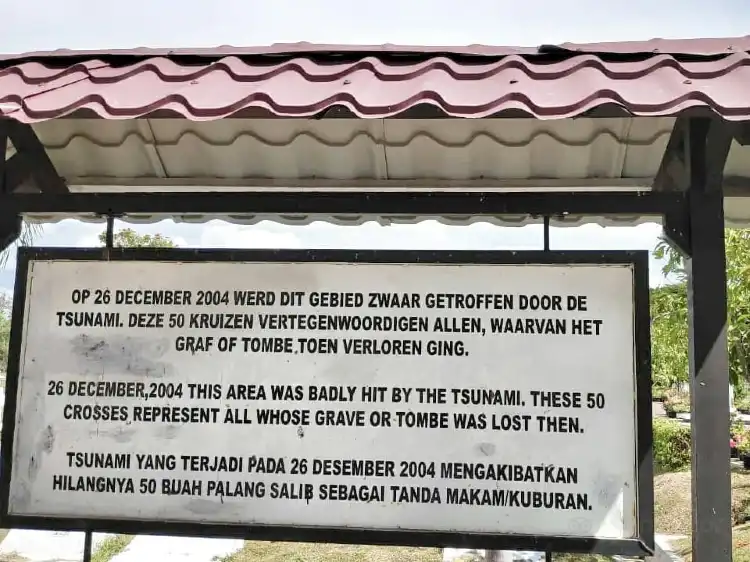 OP 26 DECEMBER 2004 WERD DIT GEBIED ZWAAR GETROFFEN DOOR DE
TSUNAMI. DEZE 50 KRUIZEN VERTEGENWOORDIGEN ALLEN, WAARVAN HET
GRAF OF TOMBE TOEN VERLOREN GING.
26 DECEMBER,2004 THIS AREA WAS BADLY HIT BY THE TSUNAMI. THESE 50
CROSSES REPRESENT ALL WHOSE GRAVE OR TOMBE WAS LOST THEN.
TSUNAMI YANG TERJADI PADA 26 DESEMBER 2004 MENGAKIBATKAN
HILANGNYA 50 BUAH PALANG SALIB SEBAGAI TANDA MAKAM/KUBURAN.